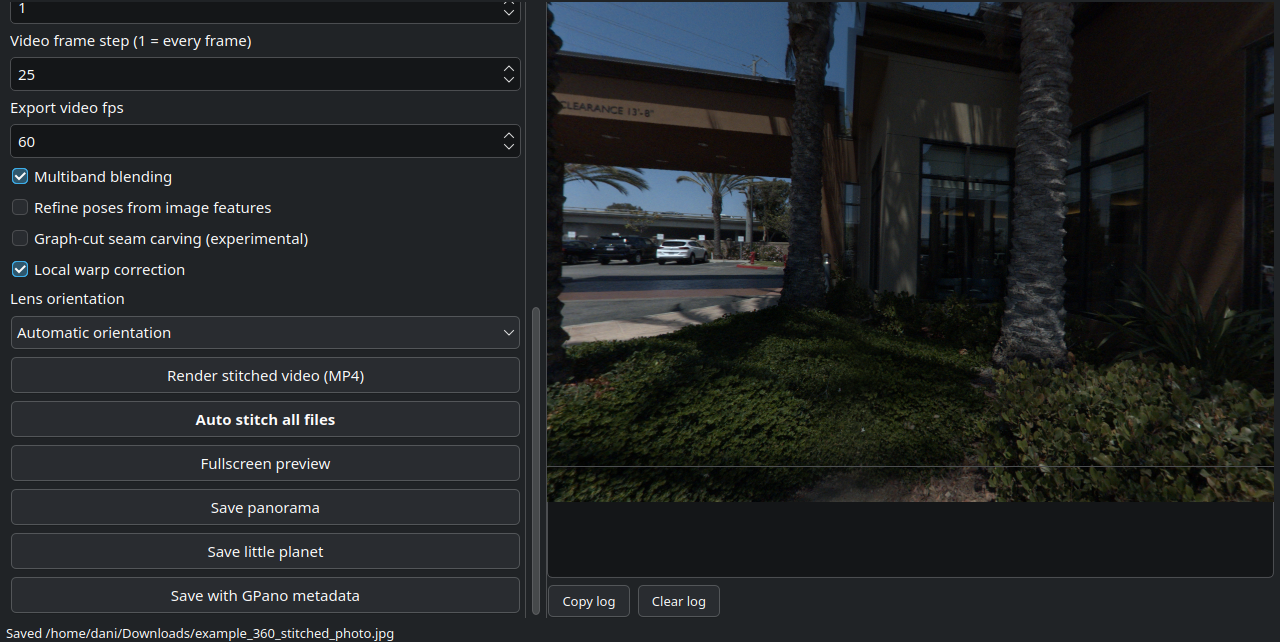 1
Video frame step (1 = every frame)
25
Export video fps
60
Multiband blending
Refine poses from image features
Graph-cut seam carving (experimental)
Local warp correction
Lens orientation
Automatic orientation
Render stitched video (MP4)
Auto stitch all files
Fullscreen preview
Save panorama
Save little planet
Save with GPano metadata
CLEARANCE 13'-8"
Copy log
Clear log
Saved /home/dani/Downloads/example_360_stitched_photo.jpg